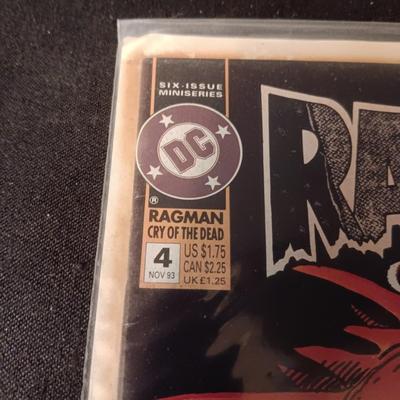 SIX-ISSUE
MINISERIES
DC
®
RAGMAN
CRY OF THE DEAD
4
NOV 93
US $1.75
CAN $2.25
UK £1.25
RA